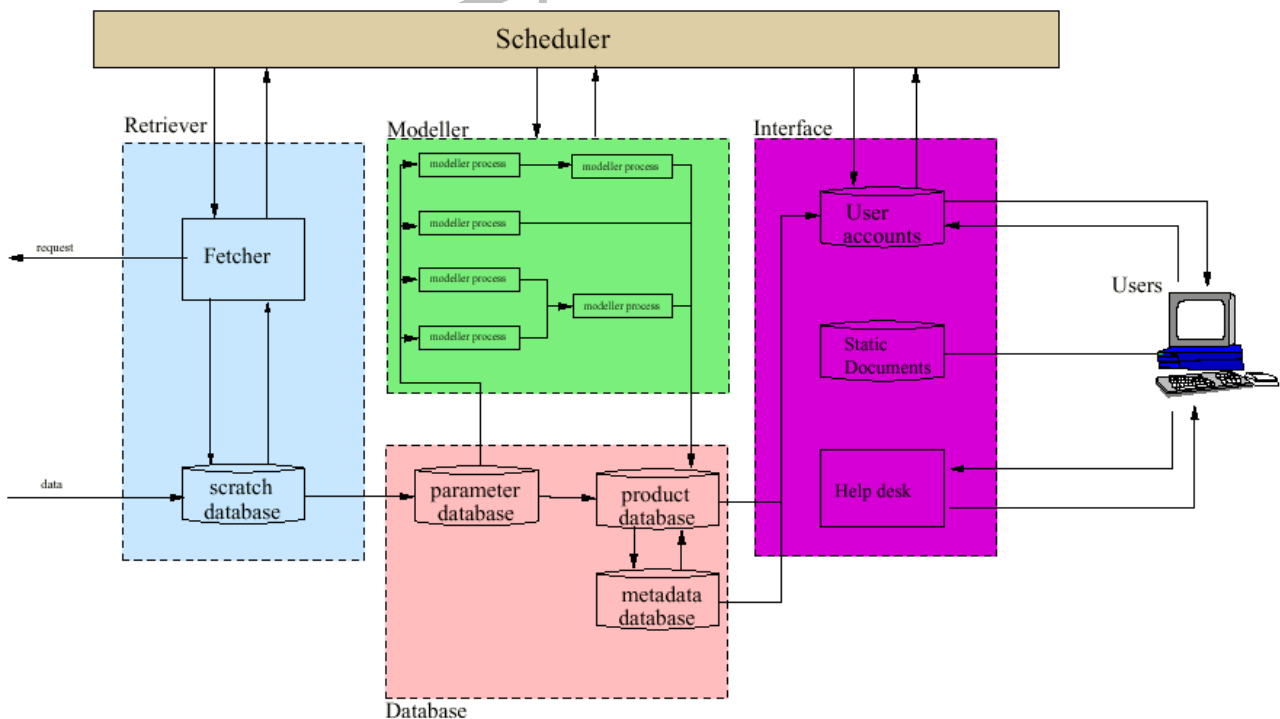 Scheduler
Retriever
Modeller
Interface
modeller process
modeller process
modeller process
modeller process
modeller process
modeller process
Fetcher
request
User
accounts
Users
Static
Documents
Help desk
data
scratch
database
parameter
database
product
database
metadata
database
Database